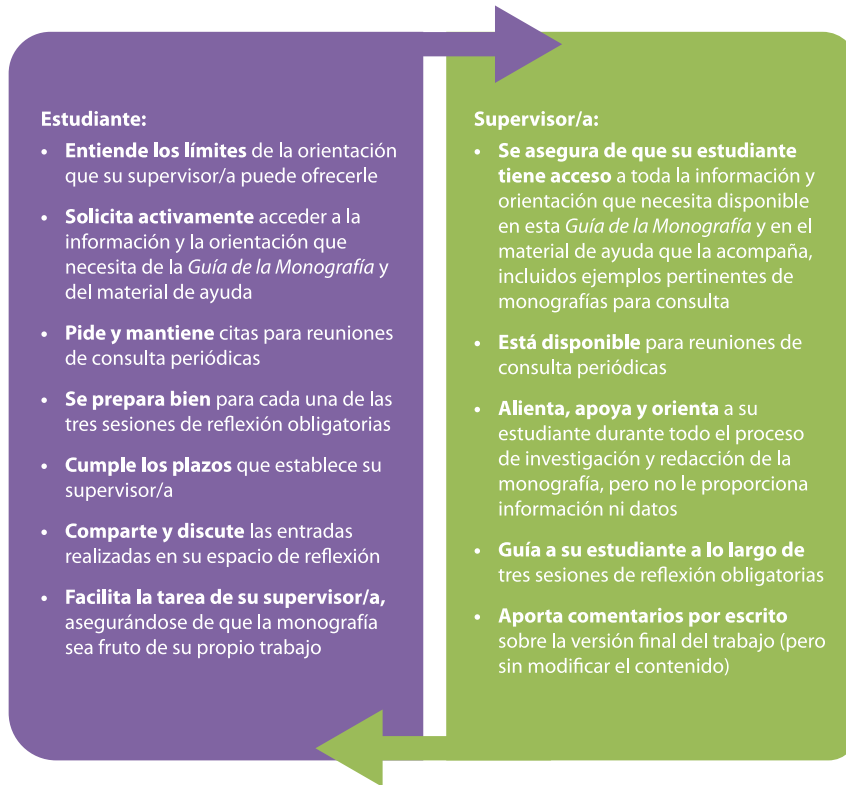 Estudiante:
• Entiende los límites de la orientación
que su supervisor/a puede ofrecerle
• Solicita activamente acceder a la
información y la orientación que
necesita de la Guía de la Monografía y
del material de ayuda
• Pide y mantiene citas para reuniones
de consulta periódicas
• Se prepara bien para cada una de las
tres sesiones de reflexión obligatorias
• Cumple los plazos que establece su
supervisor/a
• Comparte y discute las entradas
realizadas en su espacio de reflexión
• Facilita la tarea de su supervisor/a,
asegurándose de que la monografía
sea fruto de su propio trabajo
Supervisor/a:
• Se asegura de que su estudiante
tiene acceso a toda la información y
orientación que necesita disponible
en esta Guía de la Monografía y en el
material de ayuda que la acompaña,
incluidos ejemplos pertinentes de
monografías para consulta
• Está disponible para reuniones de
consulta periódicas
• Alienta, apoya y orienta a su
estudiante durante todo el proceso
de investigación y redacción de la
monografía, pero no le proporciona
información ni datos
• Guía a su estudiante a lo largo de
tres sesiones de reflexión obligatorias
• Aporta comentarios por escrito
sobre la versión final del trabajo (pero
sin modificar el contenido)